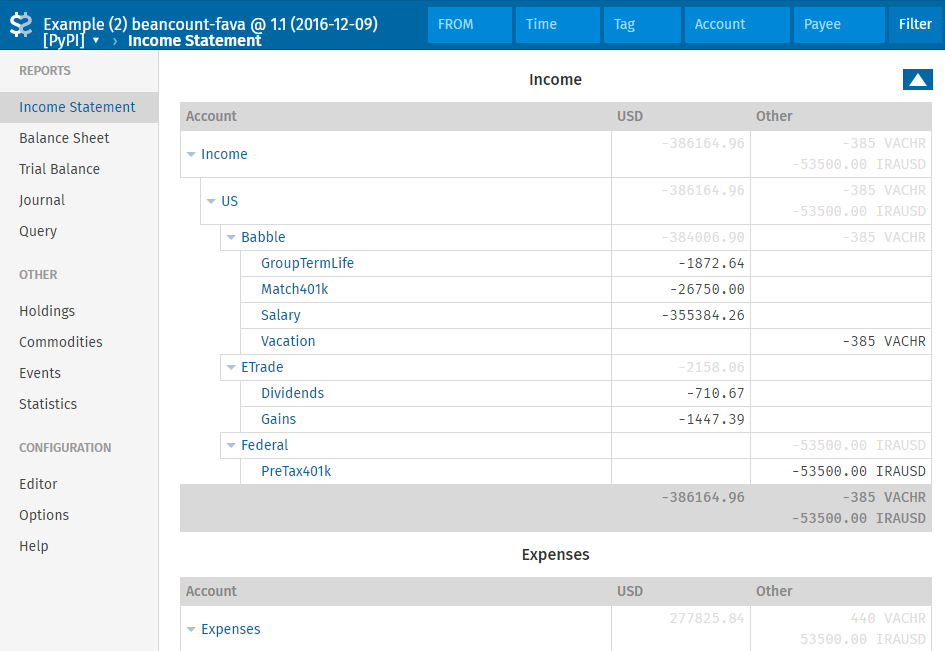 Example (2) beancount-fava @ 1.1 (2016-12-09)
[PyPI] ▾ › Income Statement
FROM Time Tag Account Payee Filter
REPORTS
Income Statement
Balance Sheet
Trial Balance
Journal
Query
OTHER
Holdings
Commodities
Events
Statistics
CONFIGURATION
Editor
Options
Help
Income
Account USD Other
Income -386164.96 -385 VACHR
-53500.00 IRAUSD
US -386164.96 -385 VACHR
-53500.00 IRAUSD
Babble -384006.90 -385 VACHR
GroupTermLife -1872.64
Match401k -26750.00
Salary -355384.26
Vacation -385 VACHR
ETrade -2158.06
Dividends -710.67
Gains -1447.39
Federal -53500.00 IRAUSD
PreTax401k -53500.00 IRAUSD
-386164.96 -385 VACHR
-53500.00 IRAUSD
Expenses
Account USD Other
Expenses 277825.84 440 VACHR
53500.00 IRAUSD